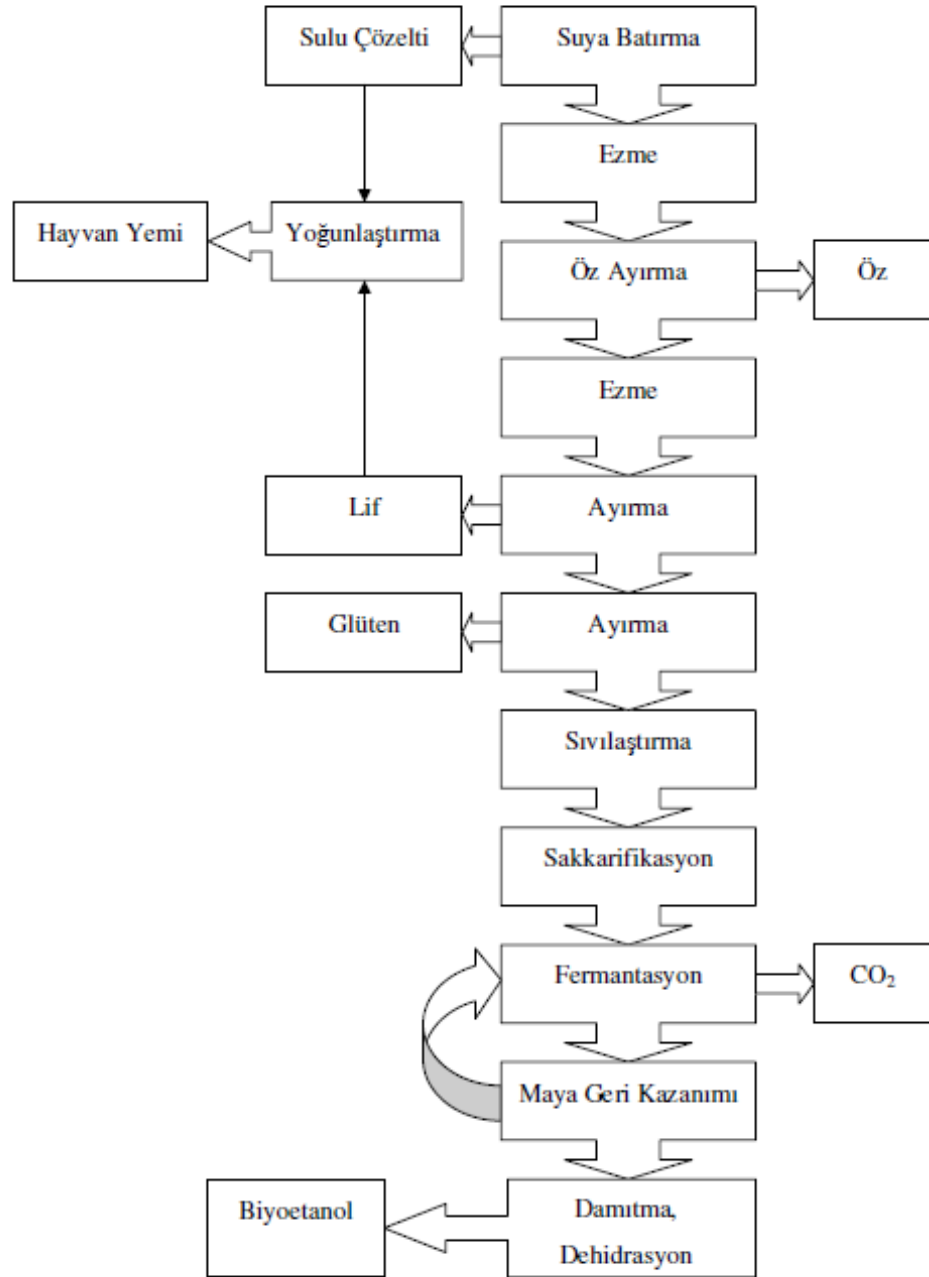 Sulu Çözelti
Suya Batırma
Ezme
Hayvan Yemi
Yoğunlaştırma
Öz Ayırma
Öz
Ezme
Lif
Ayırma
Glüten
Ayırma
Sıvılaştırma
Sakkarifikasyon
Fermantasyon
CO₂
Maya Geri Kazanımı
Biyoetanol
Damıtma,
Dehidrasyon